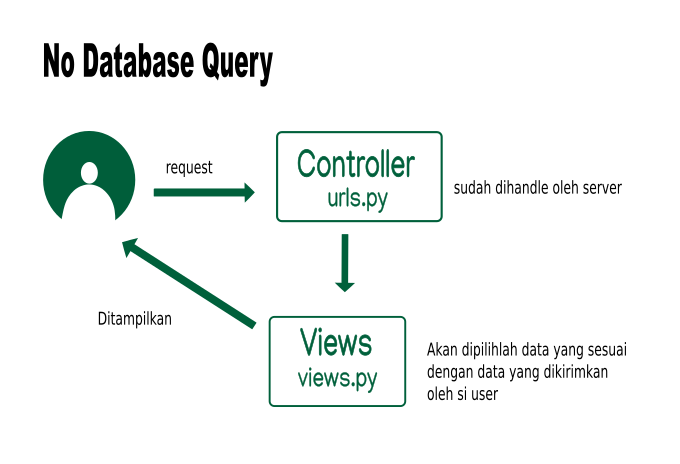 No Database Query
request
Controller
urls.py
sudah dihandle oleh server
Ditampilkan
Views
views.py
Akan dipilihlah data yang sesuai
dengan data yang dikirimkan
oleh si user